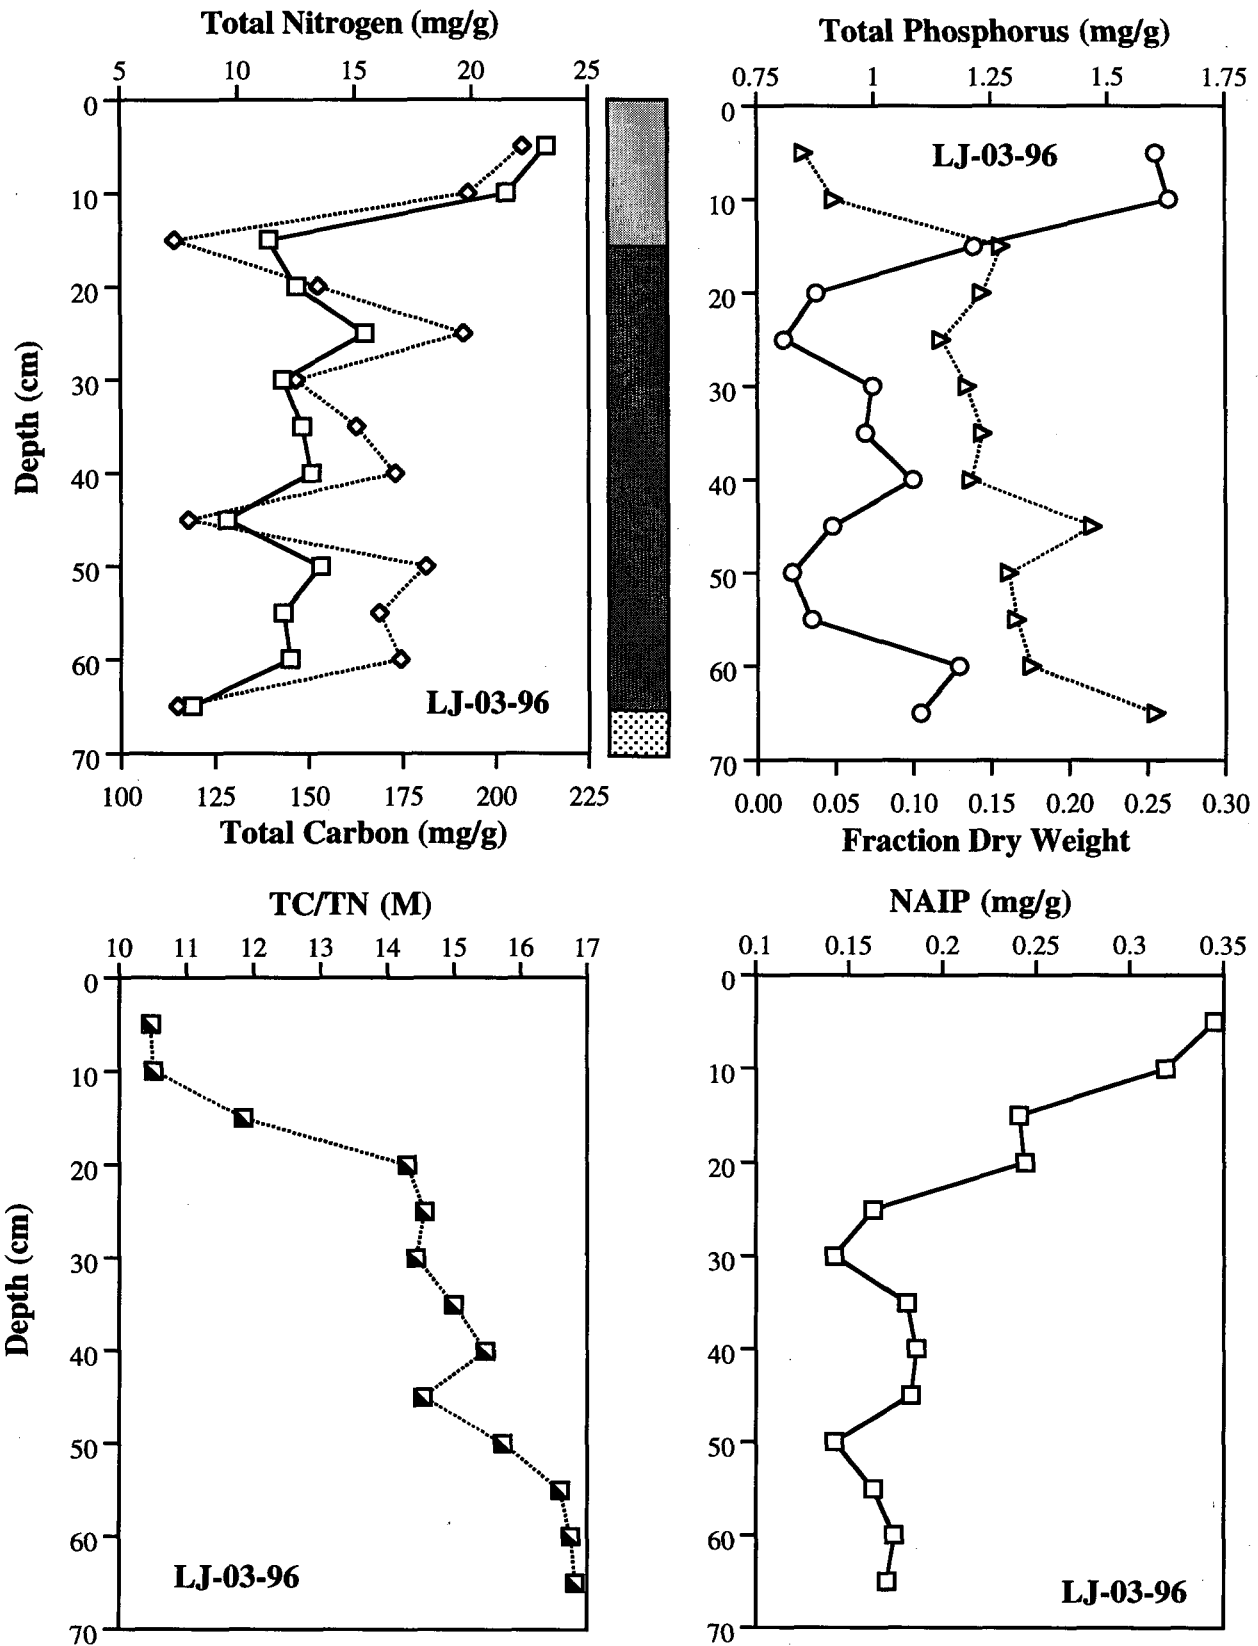 Total Nitrogen (mg/g)
5 10 15 20 25
Depth (cm)
0
10
20
30
40
50
60
70
LJ-03-96
100 125 150 175 200 225
Total Carbon (mg/g)
Total Phosphorus (mg/g)
0.75 1 1.25 1.5 1.75
0
10
20
30
40
50
60
70
LJ-03-96
0.00 0.05 0.10 0.15 0.20 0.25 0.30
Fraction Dry Weight
TC/TN (M)
10 11 12 13 14 15 16 17
Depth (cm)
0
10
20
30
40
50
60
70
LJ-03-96
NAIP (mg/g)
0.1 0.15 0.2 0.25 0.3 0.35
0
10
20
30
40
50
60
70
LJ-03-96